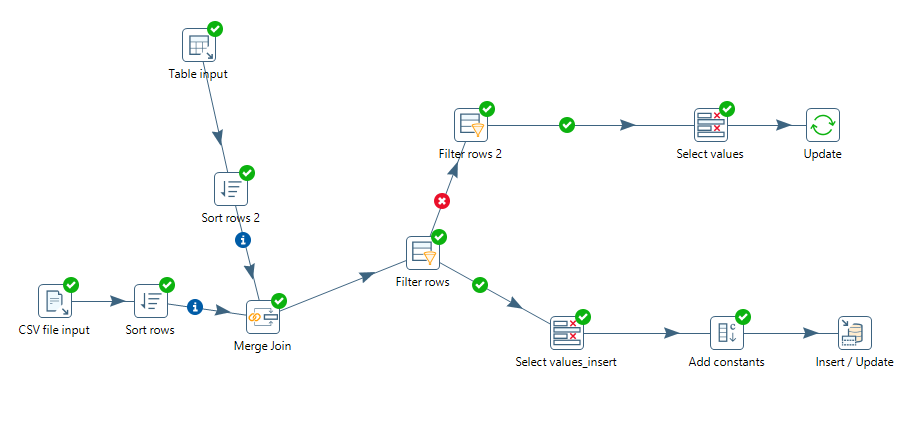 Table input
Filter rows 2
Select values
Update
Sort rows 2
Filter rows
CSV file input
Sort rows
Merge Join
Select values_insert
Add constants
Insert / Update